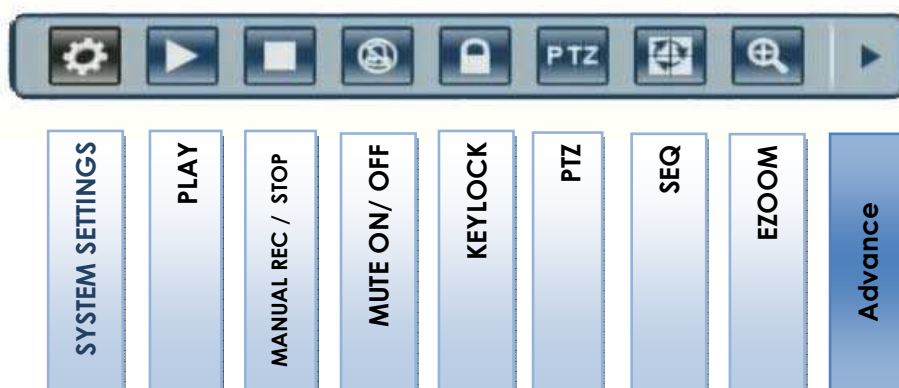 PTZ
SYSTEM SETTINGS
PLAY
MANUAL REC / STOP
MUTE ON/ OFF
KEYLOCK
PTZ
SEQ
EZOOM
Advance